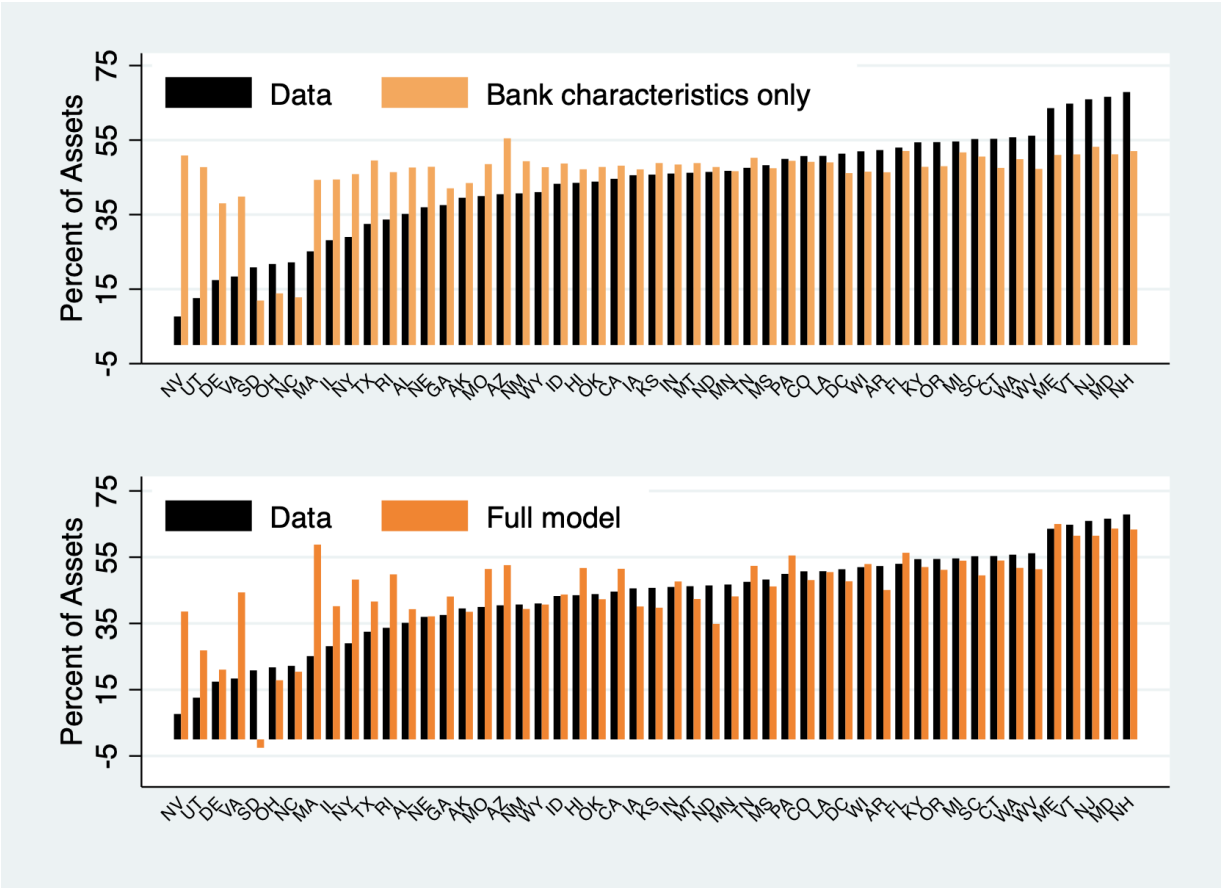 Percent of Assets
75
55
35
15
-5
Data Bank characteristics only
NV UT DE VA SD OH NC MA IL NY TX RI AL NE GA AK MO AZ NM WY ID HI OK CA IA KS IN MT ND MN TN MS PA CO LA DC WI AR FL KY OR MI SC CT WA WV ME VT NJ MD NH
Percent of Assets
75
55
35
15
-5
Data Full model
NV UT DE VA SD OH NC MA IL NY TX RI AL NE GA AK MO AZ NM WY ID HI OK CA IA KS IN MT ND MN TN MS PA CO LA DC WI AR FL KY OR MI SC CT WA WV ME VT NJ MD NH